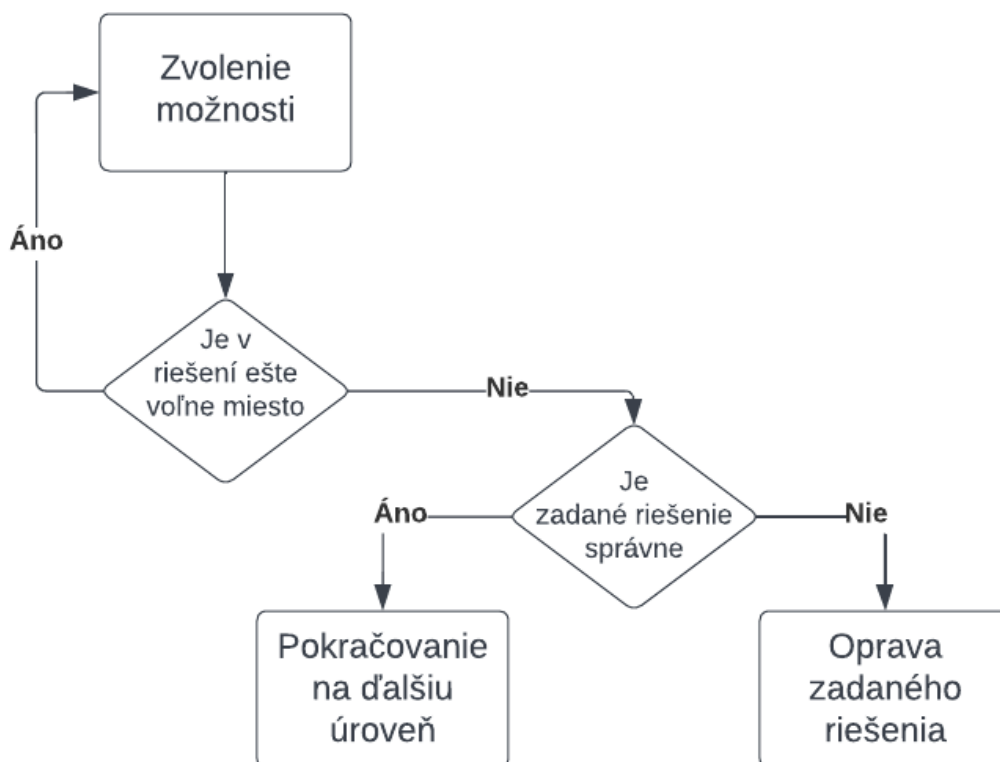 Zvolenie
možnosti
Áno
Je v
riešení ešte
voľne miesto
Nie
Je
zadané riešenie
správne
Áno
Nie
Pokračovanie
na ďalšiu
úroveň
Oprava
zadaného
riešenia